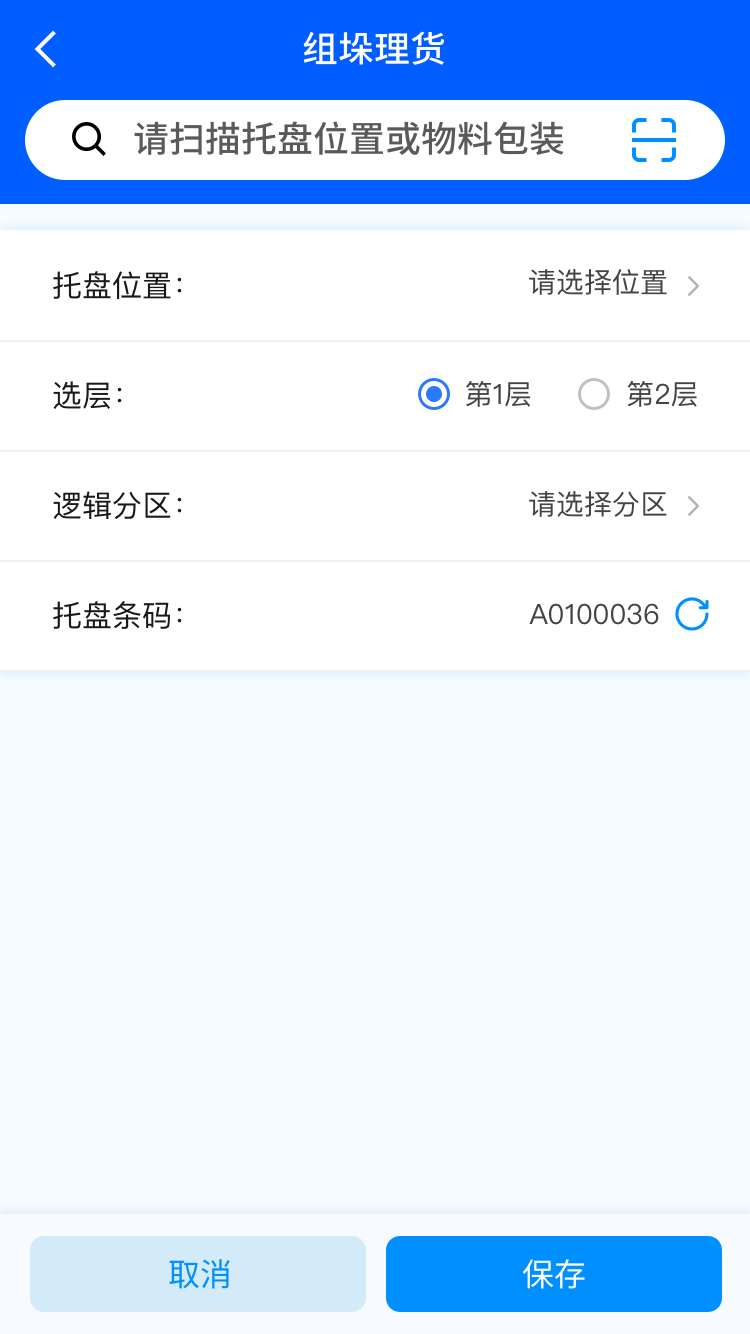 组垛理货
请扫描托盘位置或物料包装
托盘位置： 请选择位置
选层： 第1层 第2层
逻辑分区： 请选择分区
托盘条码： A0100036
取消 保存